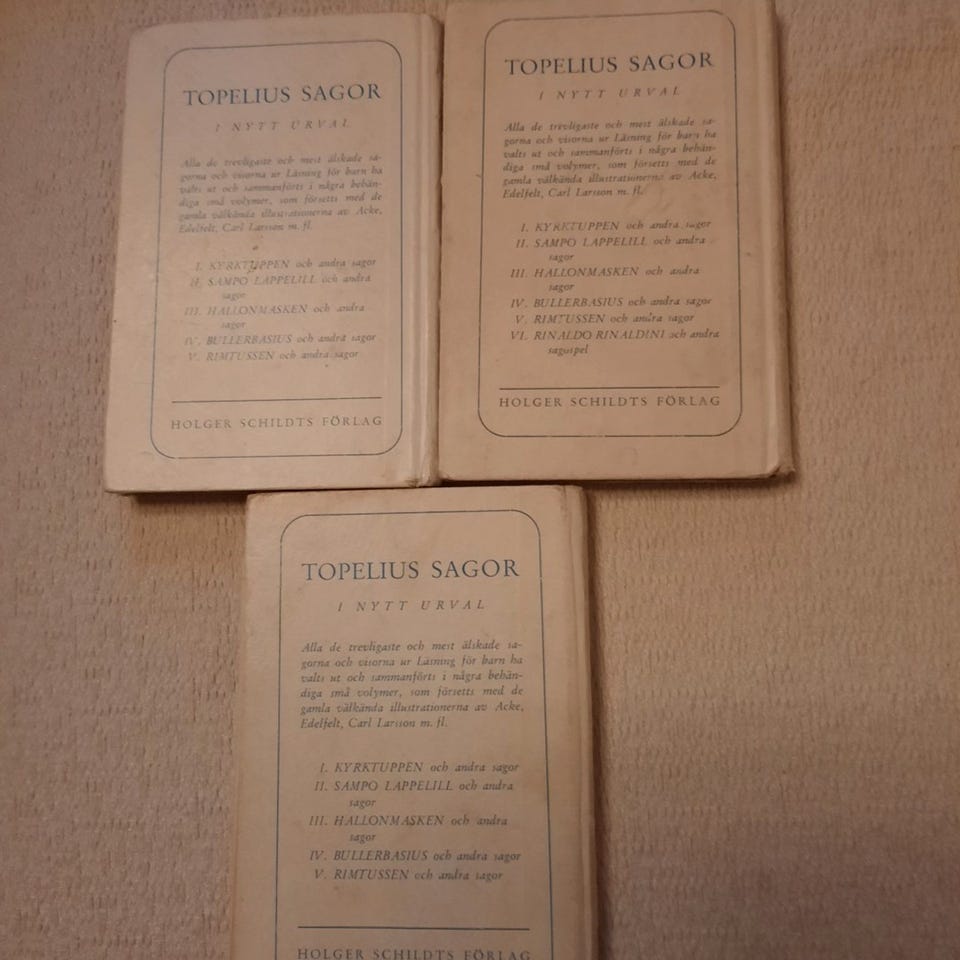 TOPELIUS SAGOR
I NYTT URVAL
Alla de trevligaste och mest älskade sa-
gorna och visorna ur Läsning för barn ha
valts ut och sammanförts i några behän-
diga små volymer, som försetts med de
gamla välkända illustrationerna av Acke,
Edelfelt, Carl Larsson m. fl.
I. KYRKTUPPEN och andra sagor
II. SAMPO LAPPELILL och andra
sagor
III. HALLONMASKEN och andra
sagor
IV. BULLERBASIUS och andra sagor
V. RIMTUSSEN och andra sagor
HOLGER SCHILDTS FÖRLAG
TOPELIUS SAGOR
I NYTT URVAL
Alla de trevligaste och mest älskade sa-
gorna och visorna ur Läsning för barn ha
valts ut och sammanförts i några behän-
diga små volymer, som försetts med de
gamla välkända illustrationerna av Acke,
Edelfelt, Carl Larsson m. fl.
I. KYRKTUPPEN och andra sagor
II. SAMPO LAPPELILL och andra
sagor
III. HALLONMASKEN och andra
sagor
IV. BULLERBASIUS och andra sagor
V. RIMTUSSEN och andra sagor
VI. RINALDO RINALDINI och andra
sagospel
HOLGER SCHILDTS FÖRLAG
TOPELIUS SAGOR
I NYTT URVAL
Alla de trevligaste och mest älskade sa-
gorna och visorna ur Läsning för barn ha
valts ut och sammanförts i några behän-
diga små volymer, som försetts med de
gamla välkända illustrationerna av Acke,
Edelfelt, Carl Larsson m. fl.
I. KYRKTUPPEN och andra sagor
II. SAMPO LAPPELILL och andra
sagor
III. HALLONMASKEN och andra
sagor
IV. BULLERBASIUS och andra sagor
V. RIMTUSSEN och andra sagor
HOLGER SCHILDTS FÖRLAG